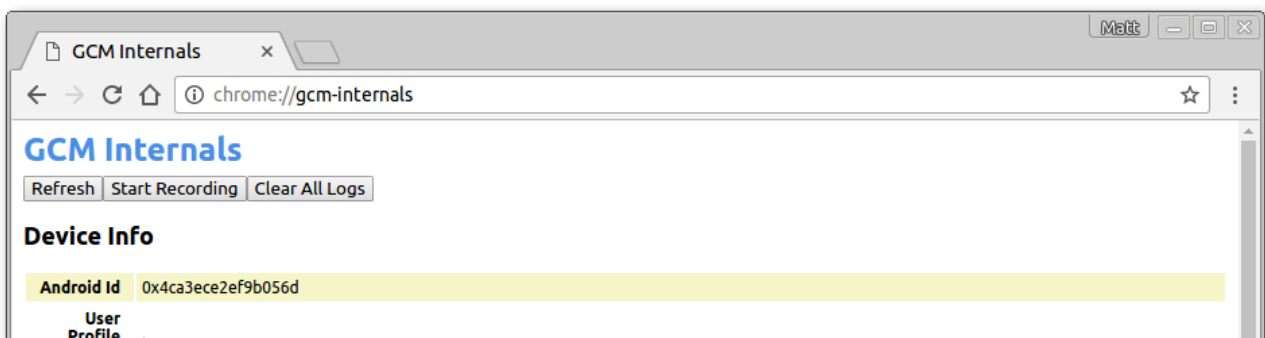 Matt
GCM Internals
chrome://gcm-internals
GCM Internals
Refresh Start Recording Clear All Logs
Device Info
Android Id 0x4ca3ece2ef9b056d
User
Profile